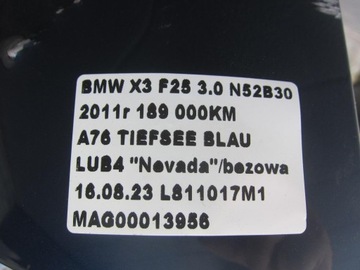 BMW X3 F25 3.0 N52B30
2011r 189 000KM
A76 TIEFSEE BLAU
LUB4 "Nevada"/bezowa
16.08.23 L811017M1
MAG00013956